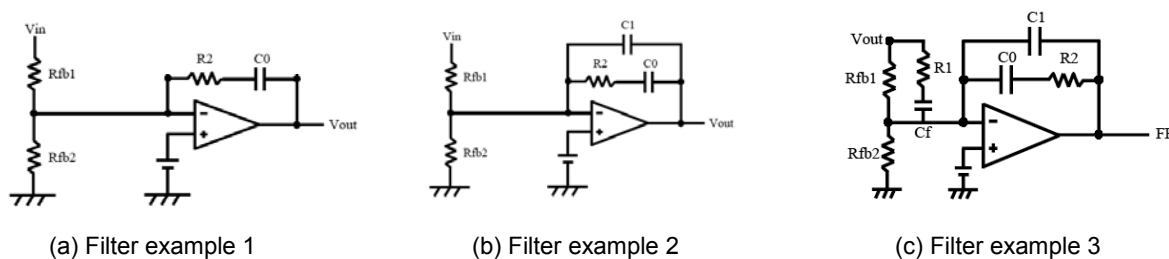 Vin
Rfb1
Rfb2
R2
C0
Vout
(a) Filter example 1
Vin
Rfb1
Rfb2
C1
R2
C0
Vout
(b) Filter example 2
Vout
Rfb1
R1
Cf
Rfb2
C1
C0
R2
(c) Filter example 3